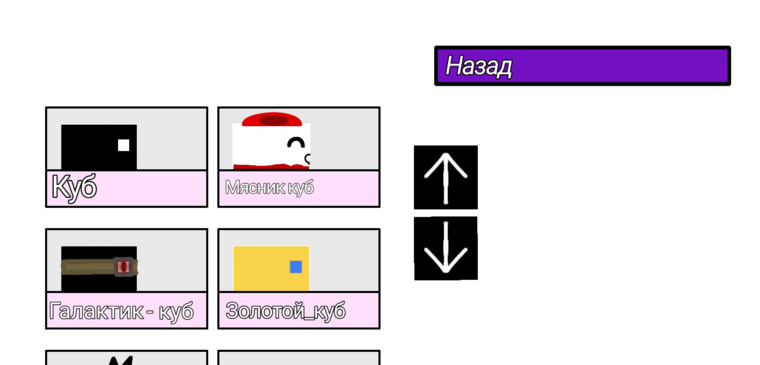 Назад
Куб
Мясник куб
Галактик - куб
Золотой_куб